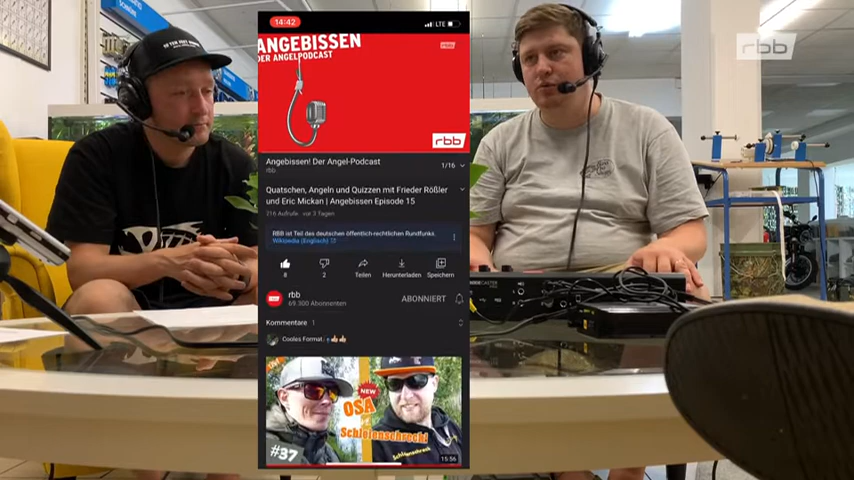 14:42
LTE
ANGEBISSEN
DER ANGELPODCAST
rbb
rbb
Angebissen! Der Angel-Podcast
1/16
rbb
Quatschen, Angeln und Quizzen mit Frieder Rößler
und Eric Mickan | Angebissen Episode 15
216 Aufrufe · vor 3 Tagen
RBB ist Teil des deutschen öffentlich-rechtlichen Rundfunks.
Wikipedia (Englisch)
8
2
Teilen
Herunterladen
Speichern
rbb
69.300 Abonnenten
ABONNIERT
Kommentare 1
Cooles Format.
NEW
OSA
Schleienschreck!
#37
Schleienschreck
15:56
rbb